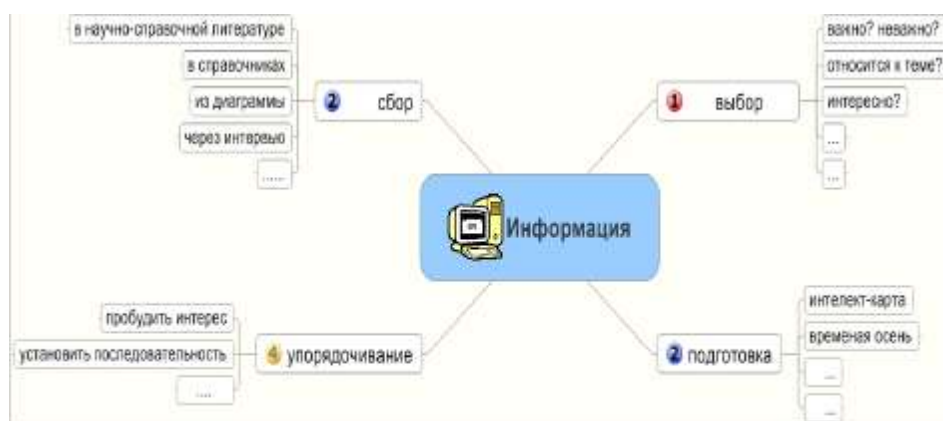 в научно-справочной литературе
в справочниках
из диаграммы
через интервью
......
2 сбор
1 выбор
важно? неважно?
относится к теме?
интересно?
...
...
Информация
пробудить интерес
установить последовательность
....
4 упорядочивание
2 подготовка
интелект-карта
временая осень
...
...